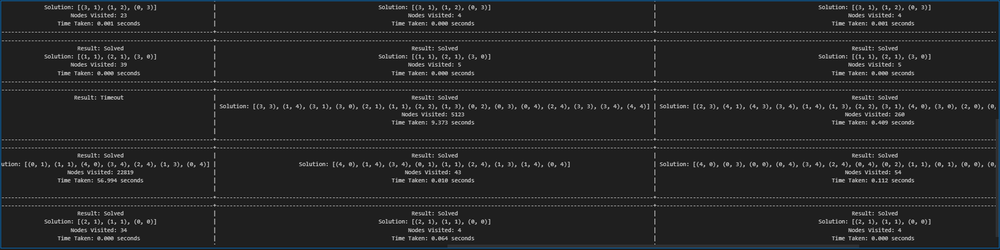 Solution: [(3, 1), (1, 2), (0, 3)] | Solution: [(3, 1), (1, 2), (0, 3)] | Solution: [(3, 1), (1, 2), (0, 3)]
Nodes Visited: 23 | Nodes Visited: 4 | Nodes Visited: 4
Time Taken: 0.001 seconds | Time Taken: 0.000 seconds | Time Taken: 0.001 seconds
Result: Solved | Result: Solved | Result: Solved
Solution: [(1, 1), (2, 1), (3, 0)] | Solution: [(1, 1), (2, 1), (3, 0)] | Solution: [(1, 1), (2, 1), (3, 0)]
Nodes Visited: 39 | Nodes Visited: 5 | Nodes Visited: 5
Time Taken: 0.000 seconds | Time Taken: 0.000 seconds | Time Taken: 0.000 seconds
Result: Timeout | Result: Solved | Result: Solved
| Solution: [(3, 3), (1, 4), (3, 1), (3, 0), (2, 1), (1, 1), (2, 2), (1, 3), (0, 2), (0, 3), (0, 4), (2, 4), (3, 3), (3, 4), (4, 4)] | Solution: [(2, 3), (4, 1), (4, 3), (3, 4), (1, 4), (1, 3), (2, 2), (3, 1), (4, 0), (3, 0), (2, 0), (0,
| Nodes Visited: 5123 | Nodes Visited: 260
| Time Taken: 9.373 seconds | Time Taken: 0.409 seconds
Result: Solved | Result: Solved | Result: Solved
ution: [(0, 1), (1, 1), (4, 0), (3, 4), (2, 4), (1, 3), (0, 4)] | Solution: [(4, 0), (1, 4), (3, 4), (0, 1), (1, 1), (2, 4), (1, 3), (1, 4), (0, 4)] | Solution: [(4, 0), (0, 3), (0, 0), (0, 4), (3, 4), (2, 4), (0, 4), (0, 2), (1, 1), (0, 1), (0, 0), (0,
Nodes Visited: 22819 | Nodes Visited: 43 | Nodes Visited: 54
Time Taken: 56.994 seconds | Time Taken: 0.010 seconds | Time Taken: 0.112 seconds
Result: Solved | Result: Solved | Result: Solved
Solution: [(2, 1), (1, 1), (0, 0)] | Solution: [(2, 1), (1, 1), (0, 0)] | Solution: [(2, 1), (1, 1), (0, 0)]
Nodes Visited: 34 | Nodes Visited: 4 | Nodes Visited: 4
Time Taken: 0.000 seconds | Time Taken: 0.064 seconds | Time Taken: 0.000 seconds